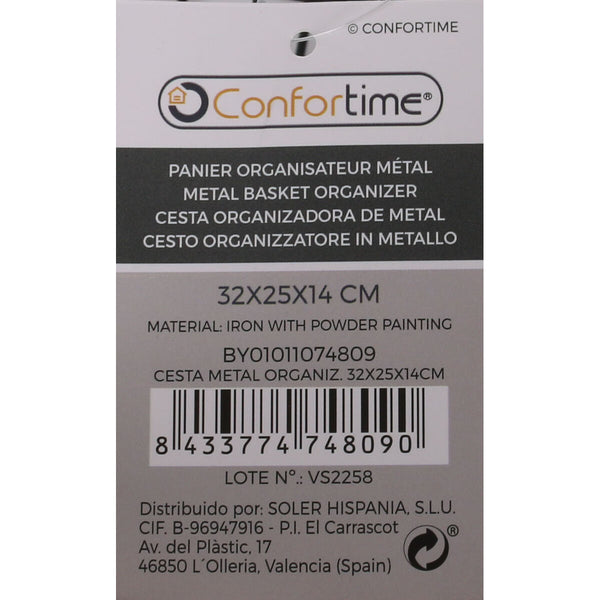 © CONFORTIME
Confortime®
PANIER ORGANISATEUR MÉTAL
METAL BASKET ORGANIZER
CESTA ORGANIZADORA DE METAL
CESTO ORGANIZZATORE IN METALLO
32X25X14 CM
MATERIAL: IRON WITH POWDER PAINTING
BY01011074809
CESTA METAL ORGANIZ. 32X25X14CM
8 433774 748090
LOTE Nº.: VS2258
Distribuido por: SOLER HISPANIA, S.L.U.
CIF. B-96947916 - P.I. El Carrascot
Av. del Plàstic, 17
46850 L´Olleria, Valencia (Spain)
®